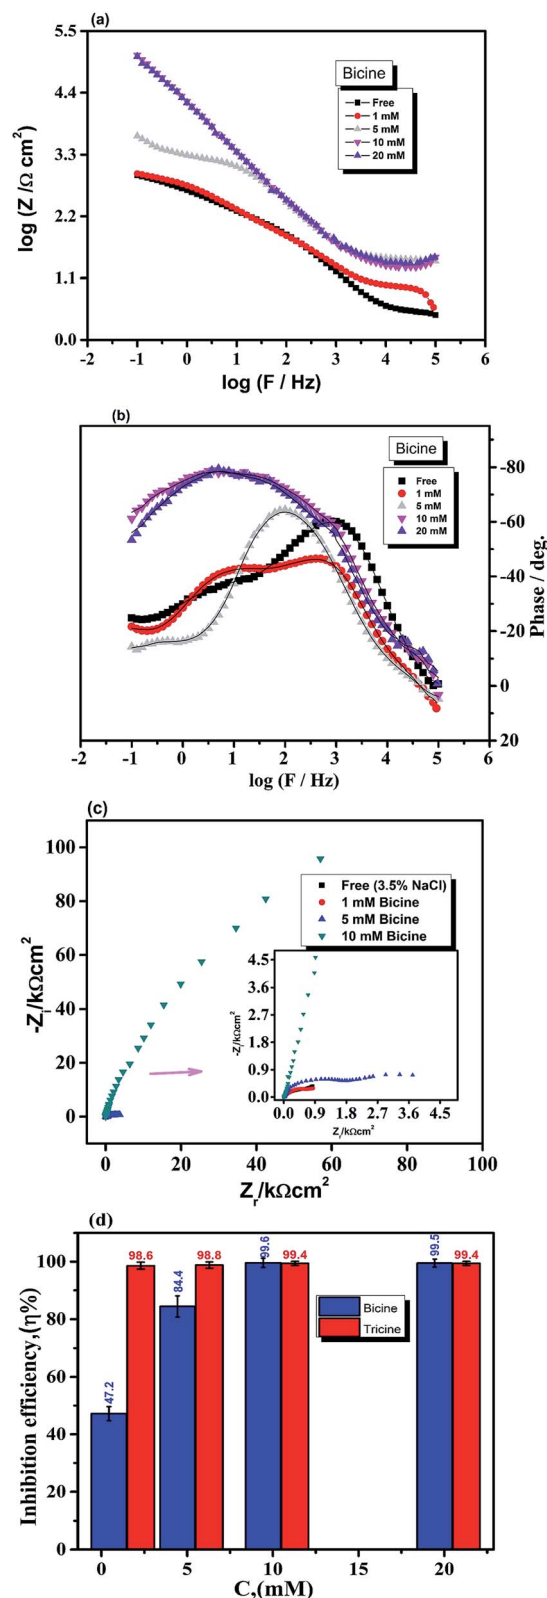 (a)
5.5
4.4
3.3
2.2
1.1
0.0
log (Z /Ω cm²)
Bicine
Free
1 mM
5 mM
10 mM
20 mM
-2 -1 0 1 2 3 4 5 6
log (F / Hz)
(b)
Bicine
Free
1 mM
5 mM
10 mM
20 mM
-80
-60
-40
-20
0
20
Phase / deg.
-2 -1 0 1 2 3 4 5 6
log (F / Hz)
(c)
100
80
60
40
20
0
-Zᵢ/kΩcm²
Free (3.5% NaCl)
1 mM Bicine
5 mM Bicine
10 mM Bicine
4.5
3.6
2.7
1.8
0.9
0.0
-Zᵢ/kΩcm²
0.0 0.9 1.8 2.7 3.6 4.5
Zᵣ/kΩcm²
0 20 40 60 80 100
Zᵣ/kΩcm²
(d)
100
80
60
40
20
0
Inhibition efficiency,(η%)
47.2
98.6
84.4
98.8
99.6
99.4
99.5
99.4
Bicine
Tricine
0 5 10 15 20
C,(mM)